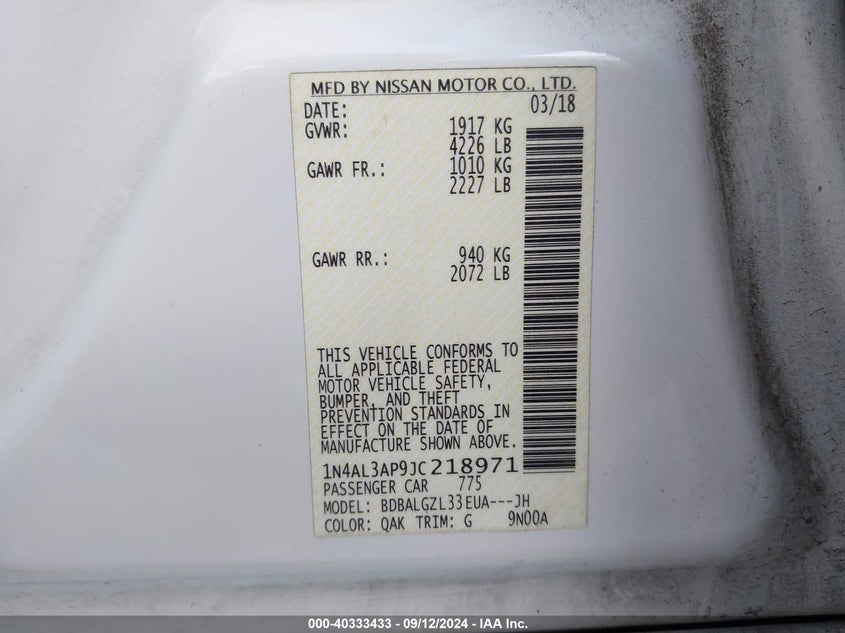 MFD BY NISSAN MOTOR CO., LTD.
DATE: 03/18
GVWR: 1917 KG
4226 LB
GAWR FR.: 1010 KG
2227 LB
GAWR RR.: 940 KG
2072 LB
THIS VEHICLE CONFORMS TO
ALL APPLICABLE FEDERAL
MOTOR VEHICLE SAFETY,
BUMPER, AND THEFT
PREVENTION STANDARDS IN
EFFECT ON THE DATE OF
MANUFACTURE SHOWN ABOVE.
1N4AL3AP9JC218971
PASSENGER CAR 775
MODEL: BDBALGZL33EUA---JH
COLOR: QAK TRIM: G 9N00A
000-40333433 - 09/12/2024 - IAA Inc.